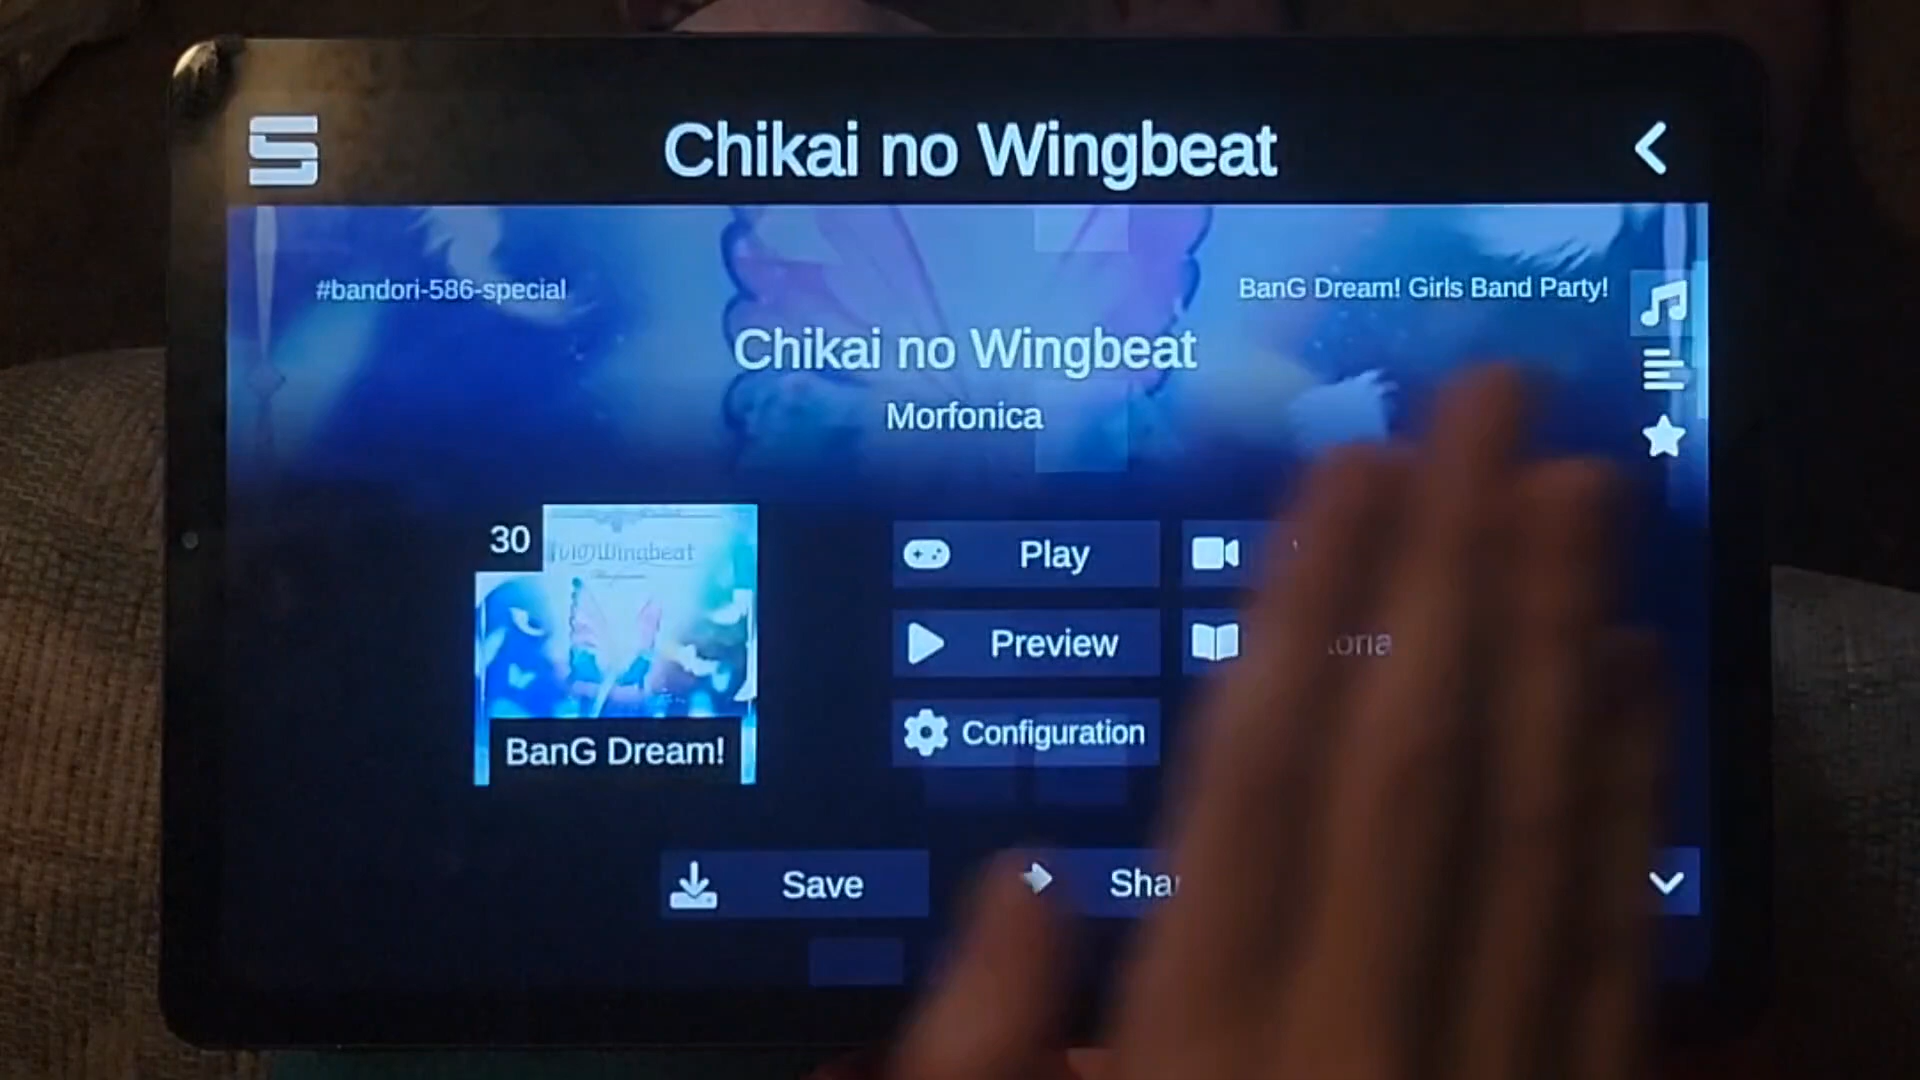 Chikai no Wingbeat
#bandori-586-special
BanG Dream! Girls Band Party!
Chikai no Wingbeat
Morfonica
30
Wingbeat
BanG Dream!
Play
Preview
Configuration
Save